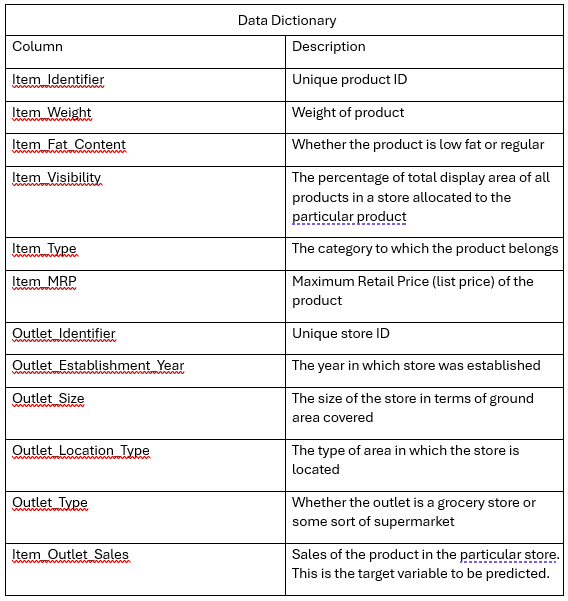 Data Dictionary
Column
Description
Item_Identifier
Unique product ID
Item_Weight
Weight of product
Item_Fat_Content
Whether the product is low fat or regular
Item_Visibility
The percentage of total display area of all
products in a store allocated to the
particular product
Item_Type
The category to which the product belongs
Item_MRP
Maximum Retail Price (list price) of the
product
Outlet_Identifier
Unique store ID
Outlet_Establishment_Year
The year in which store was established
Outlet_Size
The size of the store in terms of ground
area covered
Outlet_Location_Type
The type of area in which the store is
located
Outlet_Type
Whether the outlet is a grocery store or
some sort of supermarket
Item_Outlet_Sales
Sales of the product in the particular store.
This is the target variable to be predicted.